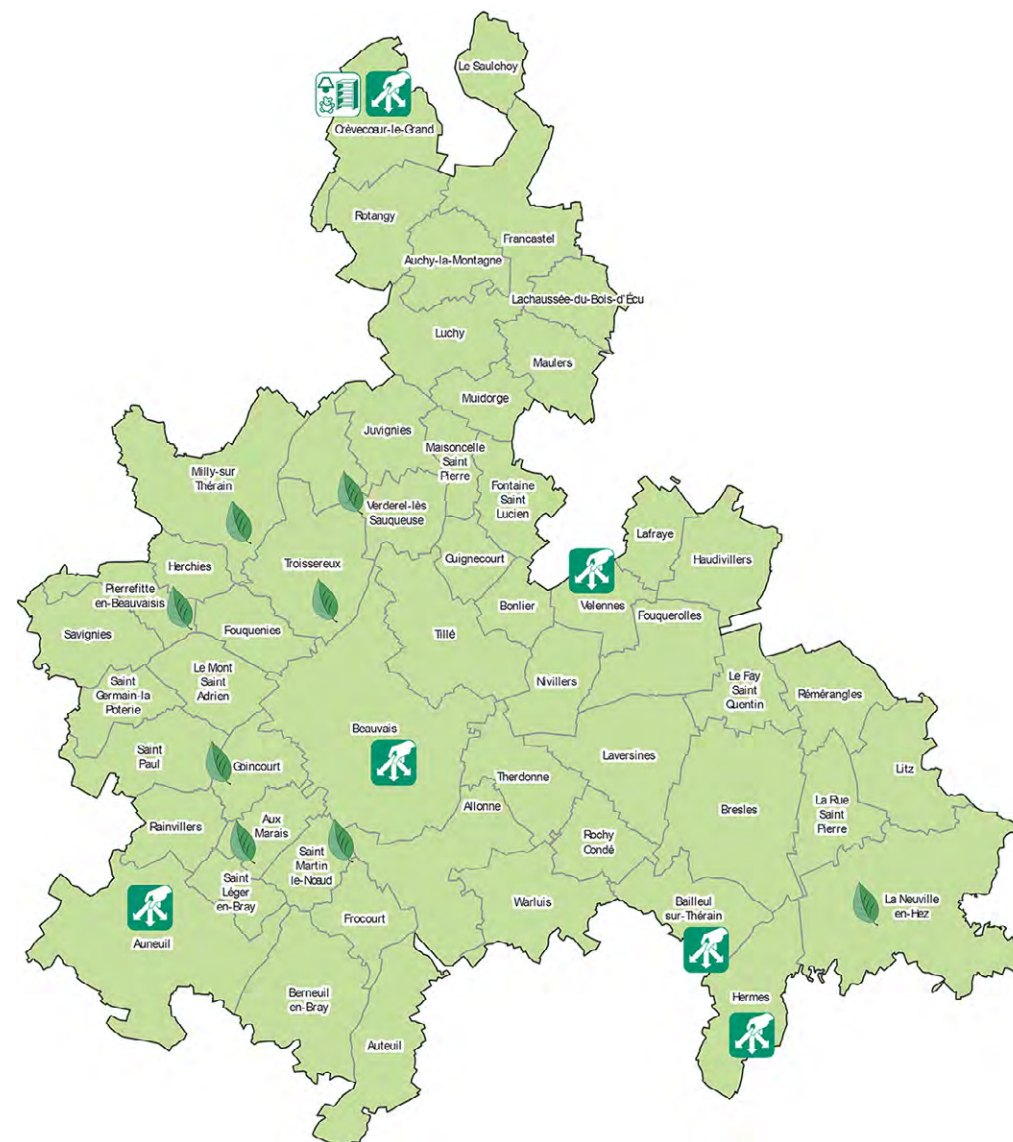 Le Saulchoy
Crèvecœur-le-Grand
Rotangy
Francastel
Auchy-la-Montagne
Lachaussée-du-Bois-d'Écu
Luchy
Maulers
Muidorge
Juvignies
Maisoncelle
Saint
Pierre
Milly-sur
Thérain
Verderel-lès
Sauqueuse
Fontaine
Saint
Lucien
Lafraye
Haudivillers
Guignecourt
Troissereux
Herchies
Pierrefitte
en-Beauvaisis
Bonlier
Velennes
Fouquerolles
Savignies
Fouquenies
Tillé
Le Mont
Saint
Adrien
Saint
Germain-la
Poterie
Nivillers
Le Fay
Saint
Quentin
Rémérangles
Beauvais
Saint
Paul
Goincourt
Laversines
Litz
Therdonne
Allonne
Bresles
La Rue
Saint
Pierre
Rainvillers
Aux
Marais
Rochy
Condé
Saint
Martin
le-Nœud
Saint
Léger
en-Bray
Warluis
Bailleul
sur-Thérain
La Neuville
en-Hez
Frocourt
Auneuil
Berneuil
en-Bray
Hermes
Auteuil